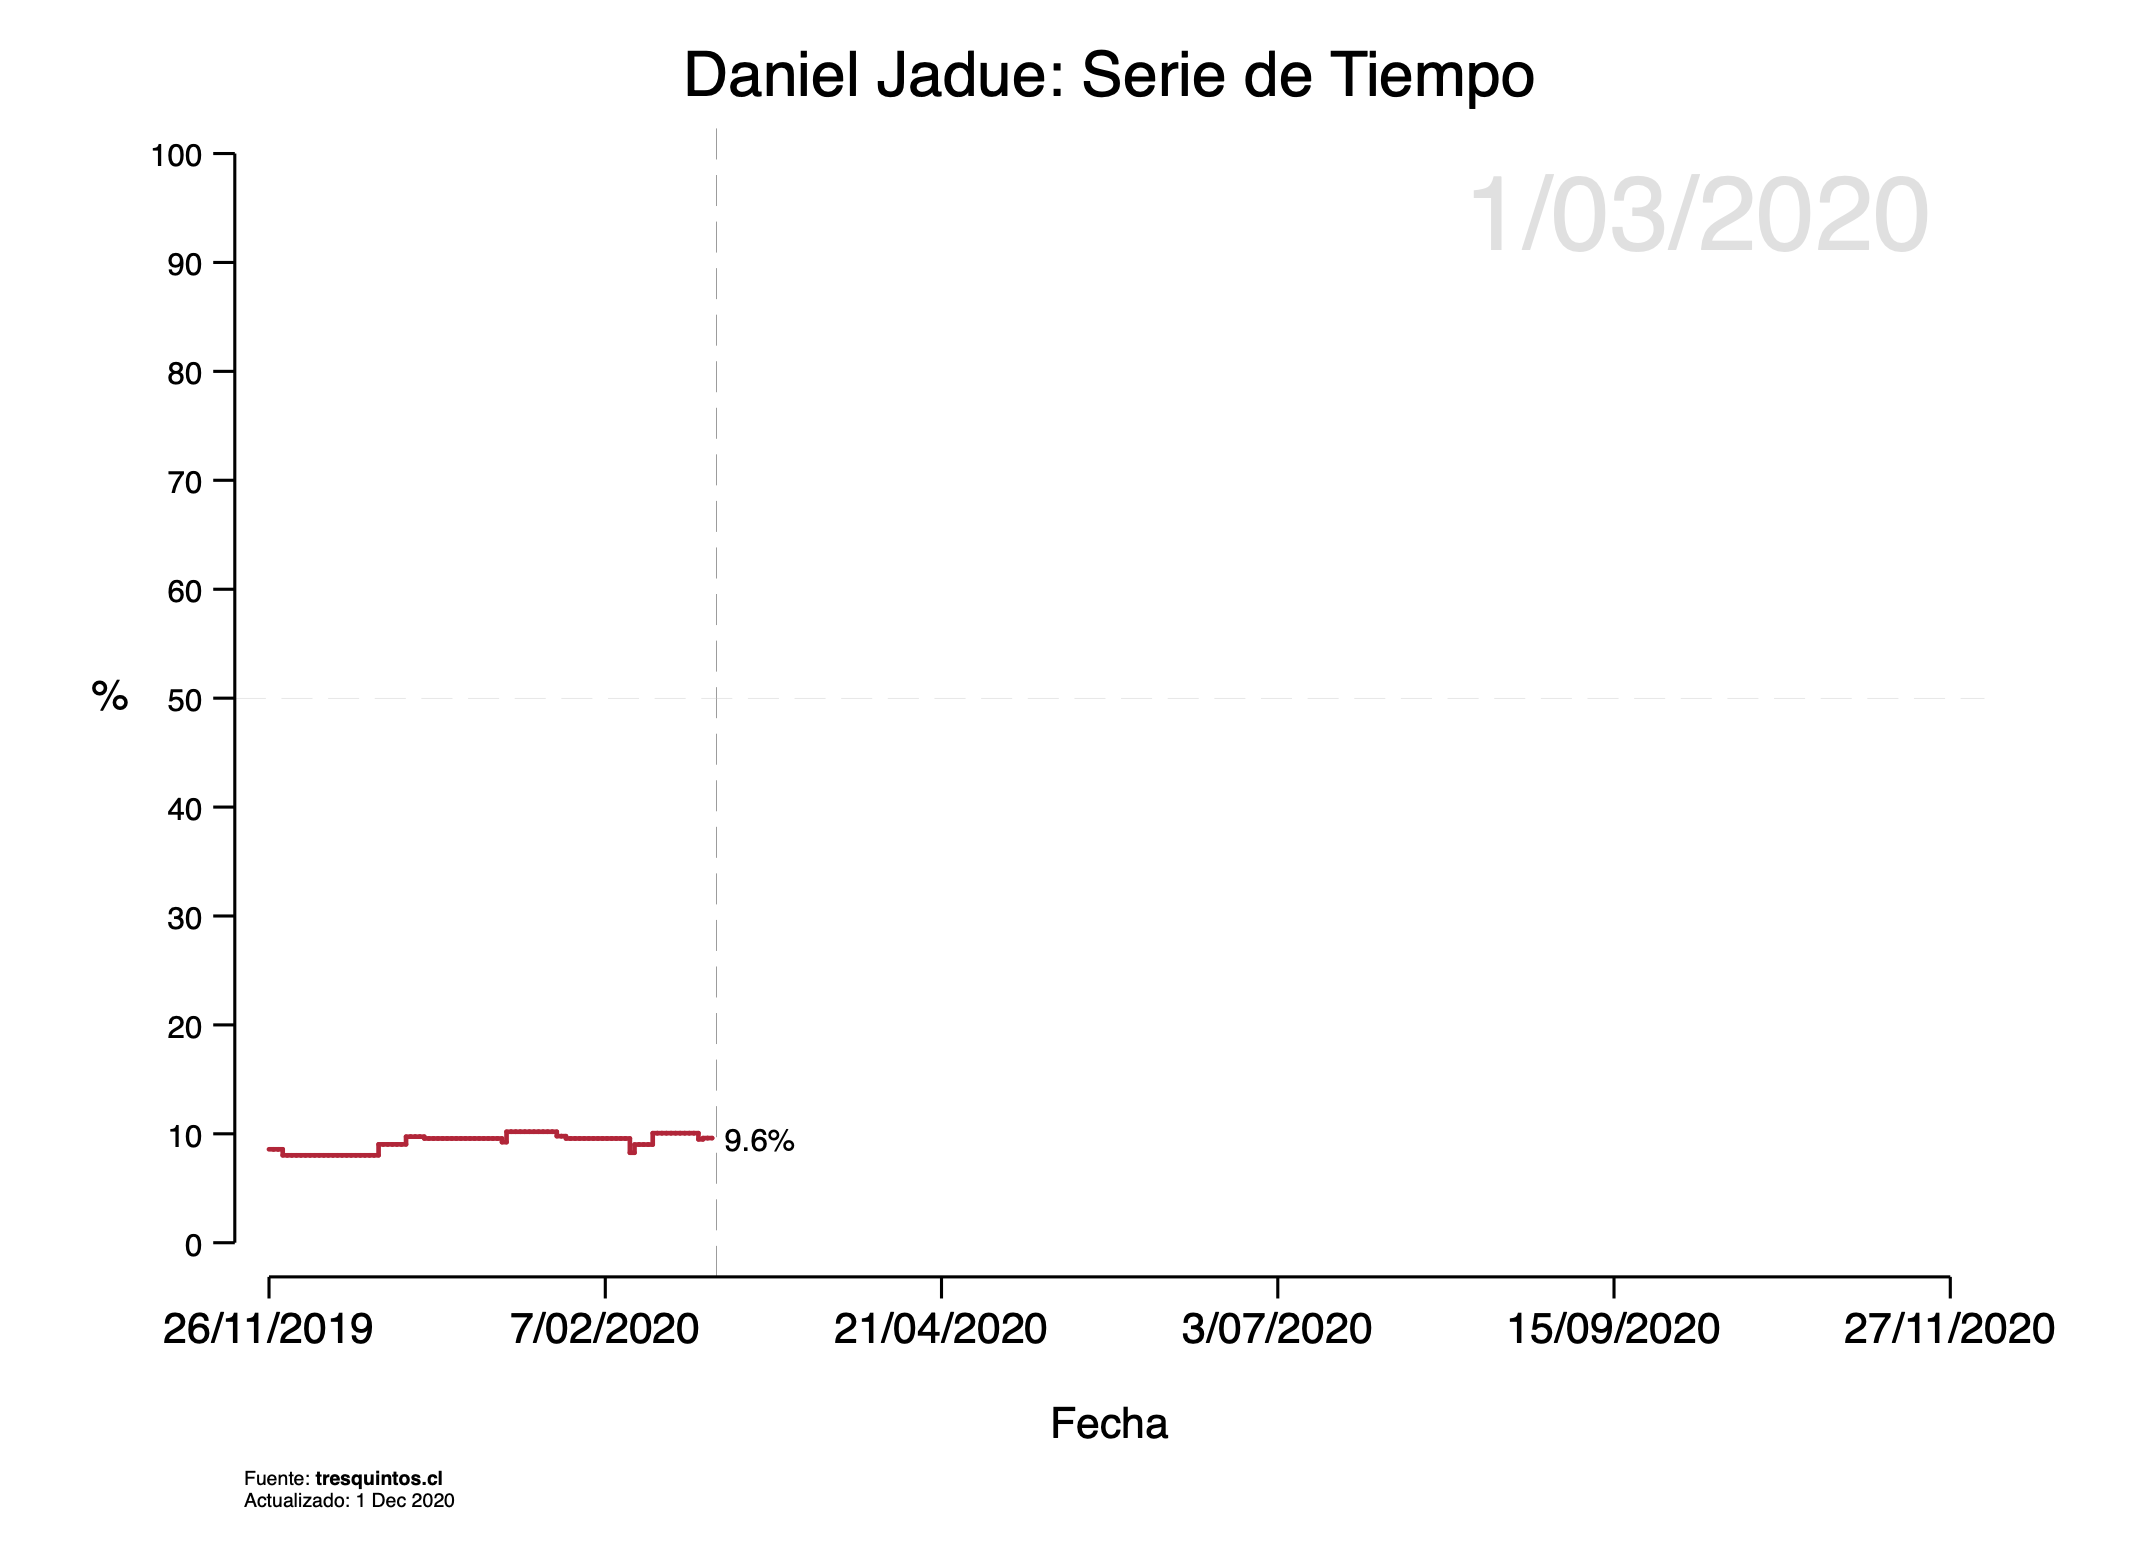 Daniel Jadue: Serie de Tiempo
1/03/2020
100
90
80
70
60
50
40
30
20
10
0
%
9.6%
26/11/2019 7/02/2020 21/04/2020 3/07/2020 15/09/2020 27/11/2020
Fecha
Fuente: tresquintos.cl
Actualizado: 1 Dec 2020